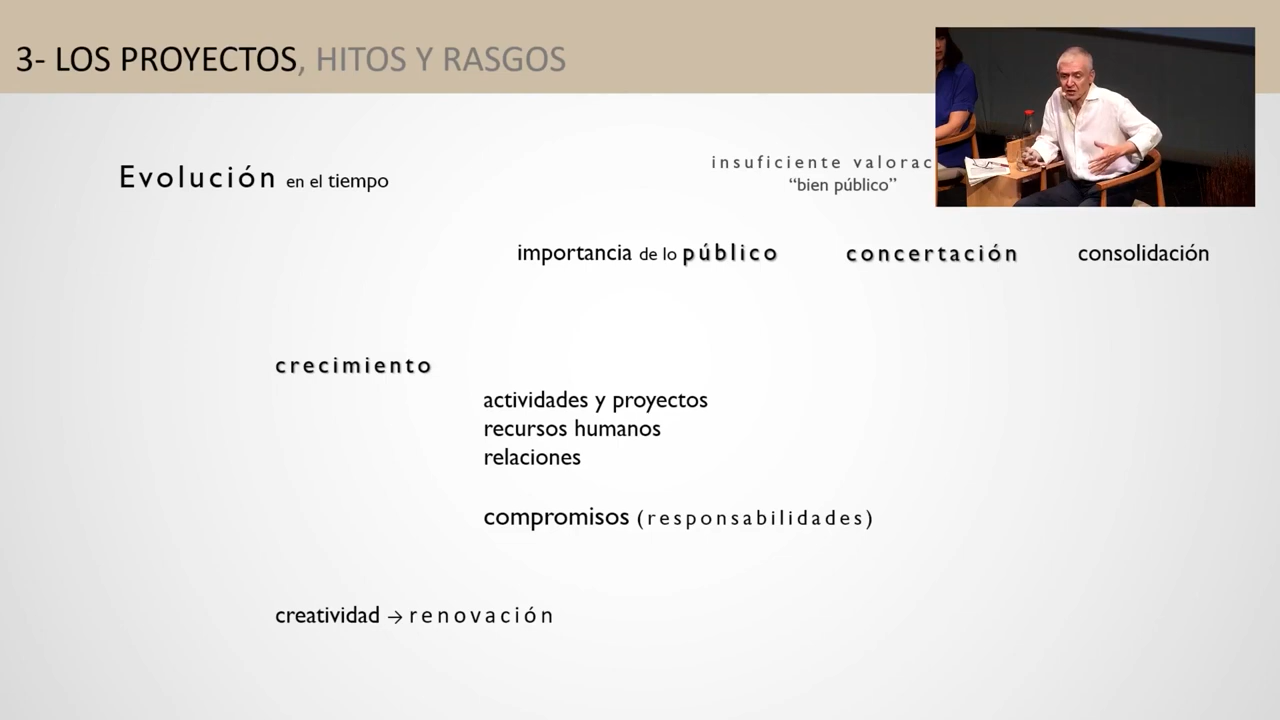 3- LOS PROYECTOS, HITOS Y RASGOS
Evolución en el tiempo
insuficiente valorac
“bien público”
importancia de lo público concertación consolidación
crecimiento
actividades y proyectos
recursos humanos
relaciones
compromisos (responsabilidades)
creatividad → renovación